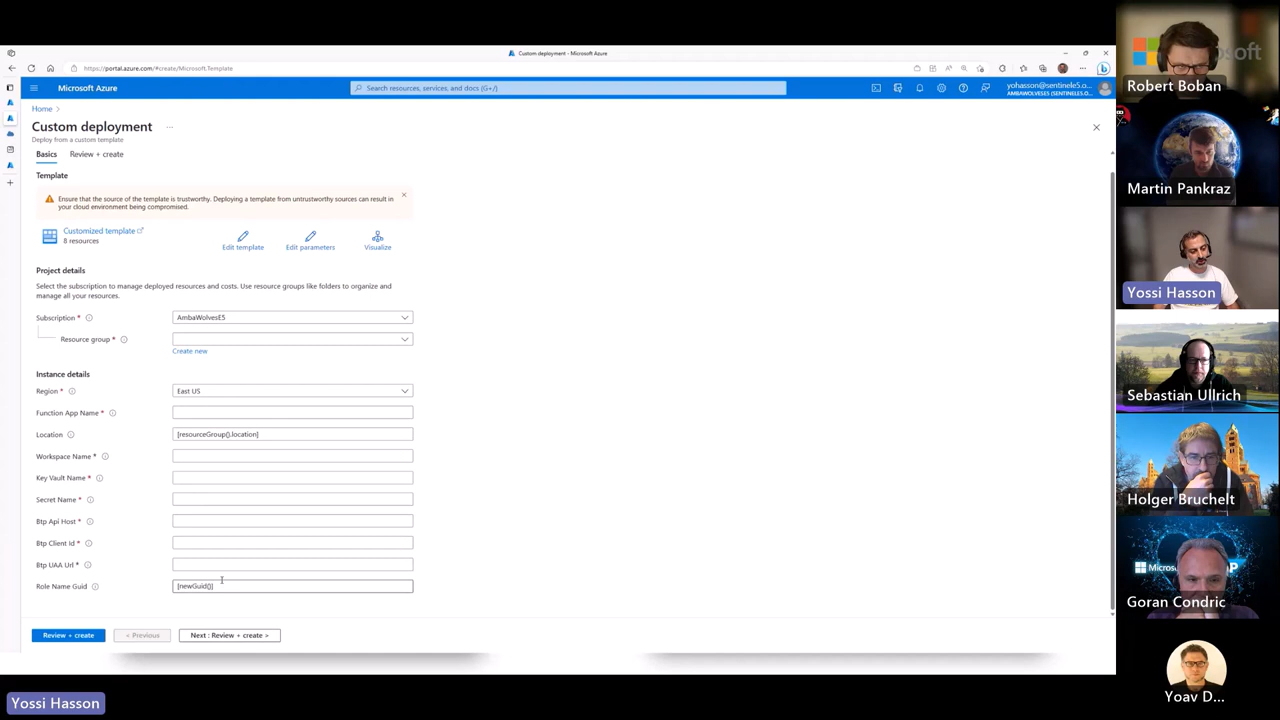 Custom deployment - Microsoft Azure
https://portal.azure.com/#create/Microsoft.Template
Microsoft Azure
Search resources, services, and docs (G+/)
yohasson@sentinele5.o...
AMBAWOLVESE5 (SENTINELE5.O...
Home >
Custom deployment ...
Deploy from a custom template
Basics Review + create
Template
Ensure that the source of the template is trustworthy. Deploying a template from untrustworthy sources can result in
your cloud environment being compromised.
Customized template
8 resources
Edit template Edit parameters Visualize
Project details
Select the subscription to manage deployed resources and costs. Use resource groups like folders to organize and
manage all your resources.
Subscription * AmbaWolvesE5
Resource group *
Create new
Instance details
Region * East US
Function App Name *
Location [resourceGroup().location]
Workspace Name *
Key Vault Name *
Secret Name *
Btp Api Host *
Btp Client Id *
Btp UAA Url *
Role Name Guid [newGuid()]
Review + create < Previous Next : Review + create >
Yossi Hasson
Robert Boban
Martin Pankraz
Yossi Hasson
Sebastian Ullrich
Holger Bruchelt
Goran Condric
Yoav D...